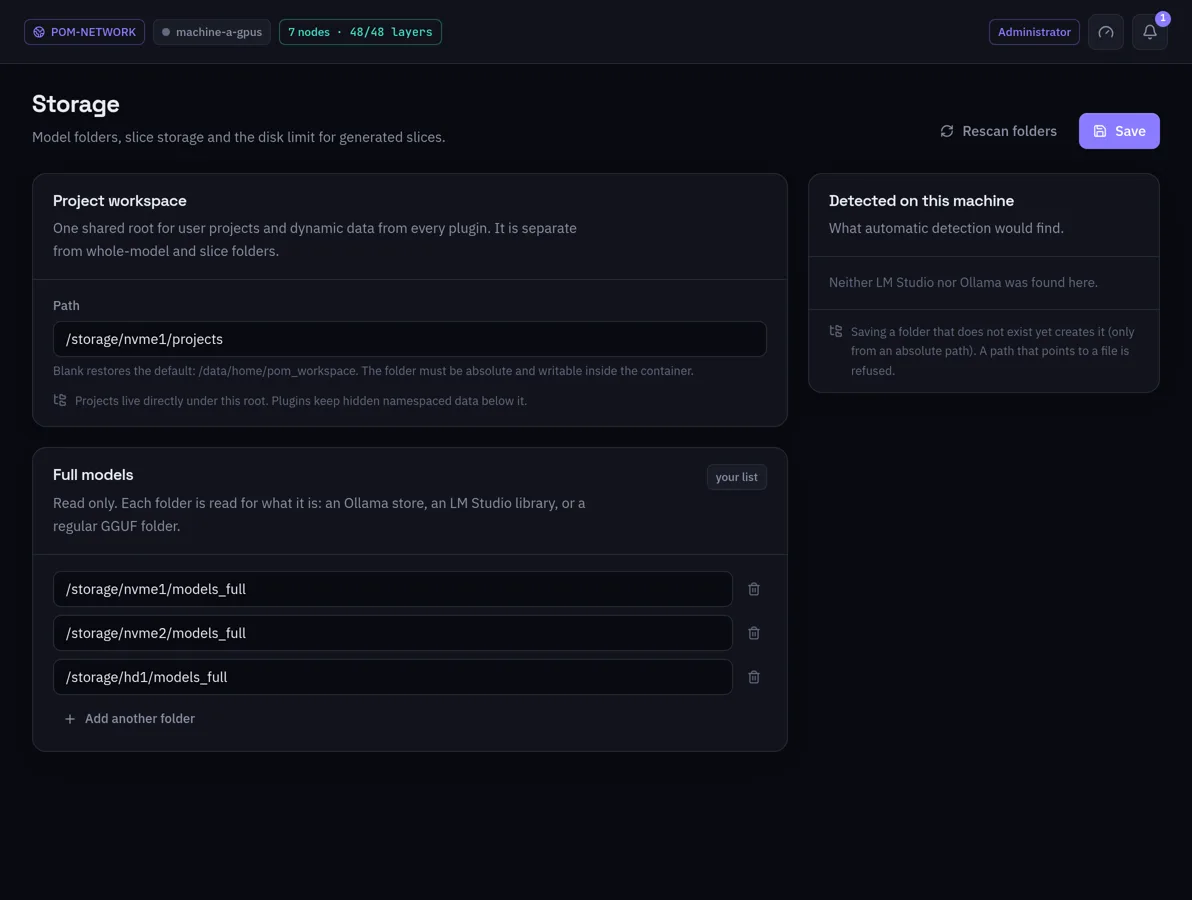 POM-NETWORK
machine-a-gpus
7 nodes · 48/48 layers
Administrator
1
Storage
Model folders, slice storage and the disk limit for generated slices.
Rescan folders
Save
Project workspace
One shared root for user projects and dynamic data from every plugin. It is separate
from whole-model and slice folders.
Path
/storage/nvme1/projects
Blank restores the default: /data/home/pom_workspace. The folder must be absolute and writable inside the container.
Projects live directly under this root. Plugins keep hidden namespaced data below it.
Detected on this machine
What automatic detection would find.
Neither LM Studio nor Ollama was found here.
Saving a folder that does not exist yet creates it (only
from an absolute path). A path that points to a file is
refused.
Full models
your list
Read only. Each folder is read for what it is: an Ollama store, an LM Studio library, or a
regular GGUF folder.
/storage/nvme1/models_full
/storage/nvme2/models_full
/storage/hd1/models_full
Add another folder